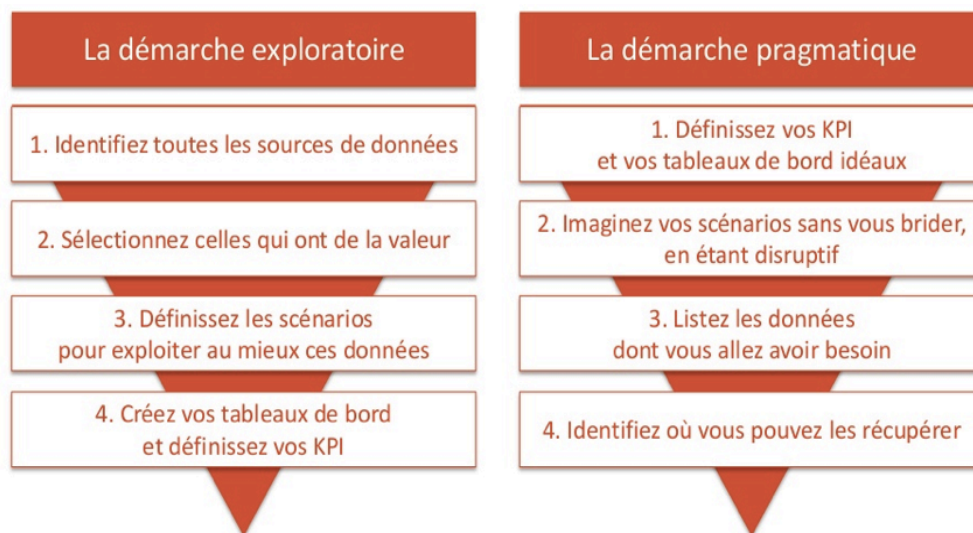 La démarche exploratoire
1. Identifiez toutes les sources de données
2. Sélectionnez celles qui ont de la valeur
3. Définissez les scénarios
pour exploiter au mieux ces données
4. Créez vos tableaux de bord
et définissez vos KPI
La démarche pragmatique
1. Définissez vos KPI
et vos tableaux de bord idéaux
2. Imaginez vos scénarios sans vous brider,
en étant disruptif
3. Listez les données
dont vous allez avoir besoin
4. Identifiez où vous pouvez les récupérer